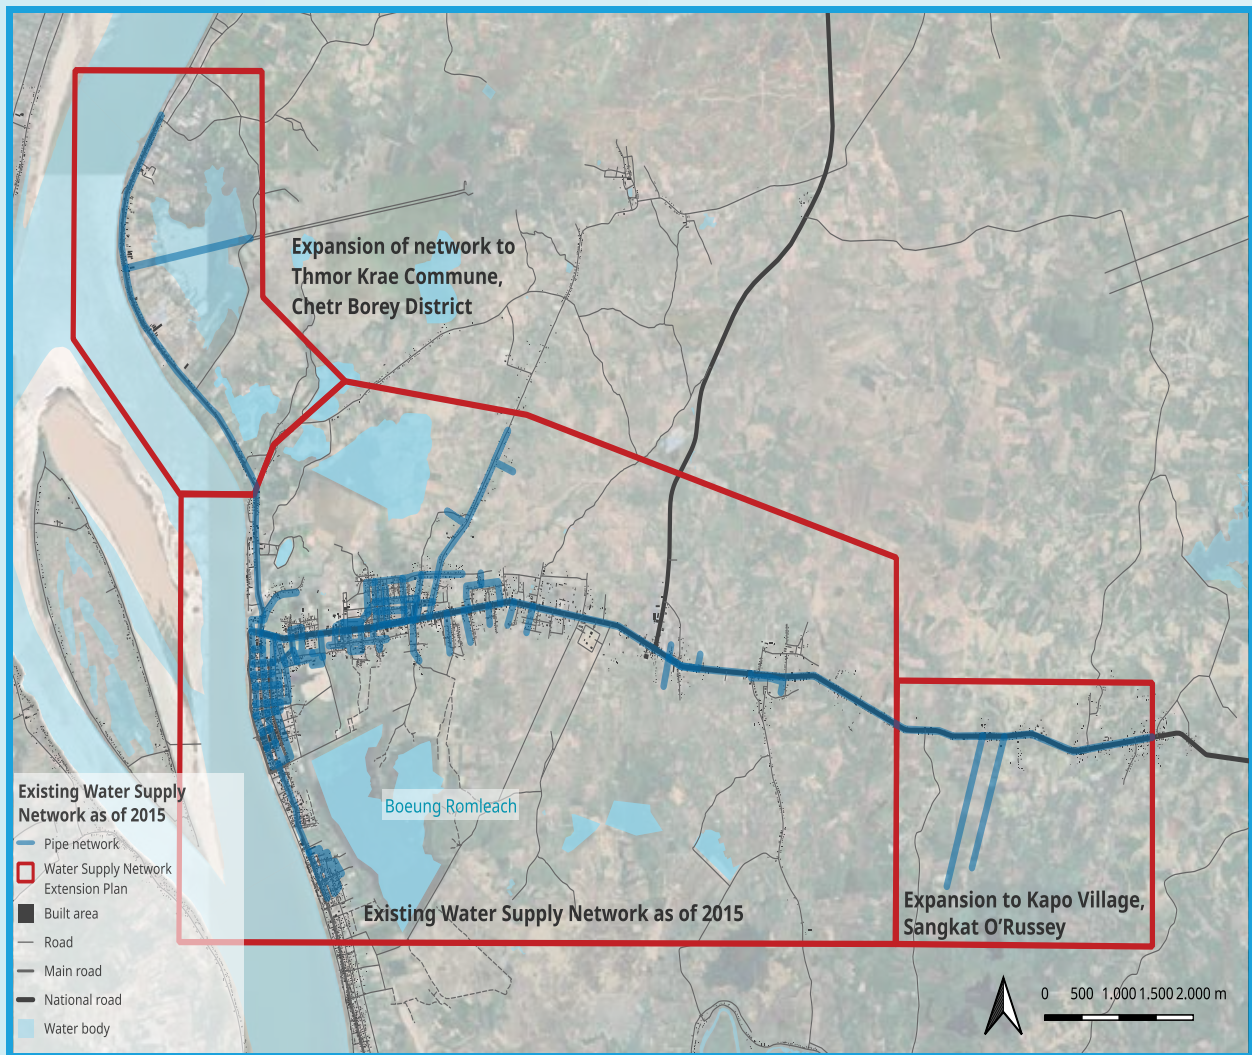 Expansion of network to
Thmor Krae Commune,
Chetr Borey District
Boeung Romleach
Existing Water Supply
Network as of 2015
Pipe network
Water Supply Network
Extension Plan
Built area
Road
Main road
National road
Water body
Existing Water Supply Network as of 2015
Expansion to Kapo Village,
Sangkat O’Russey
0 500 1.000 1.500 2.000 m